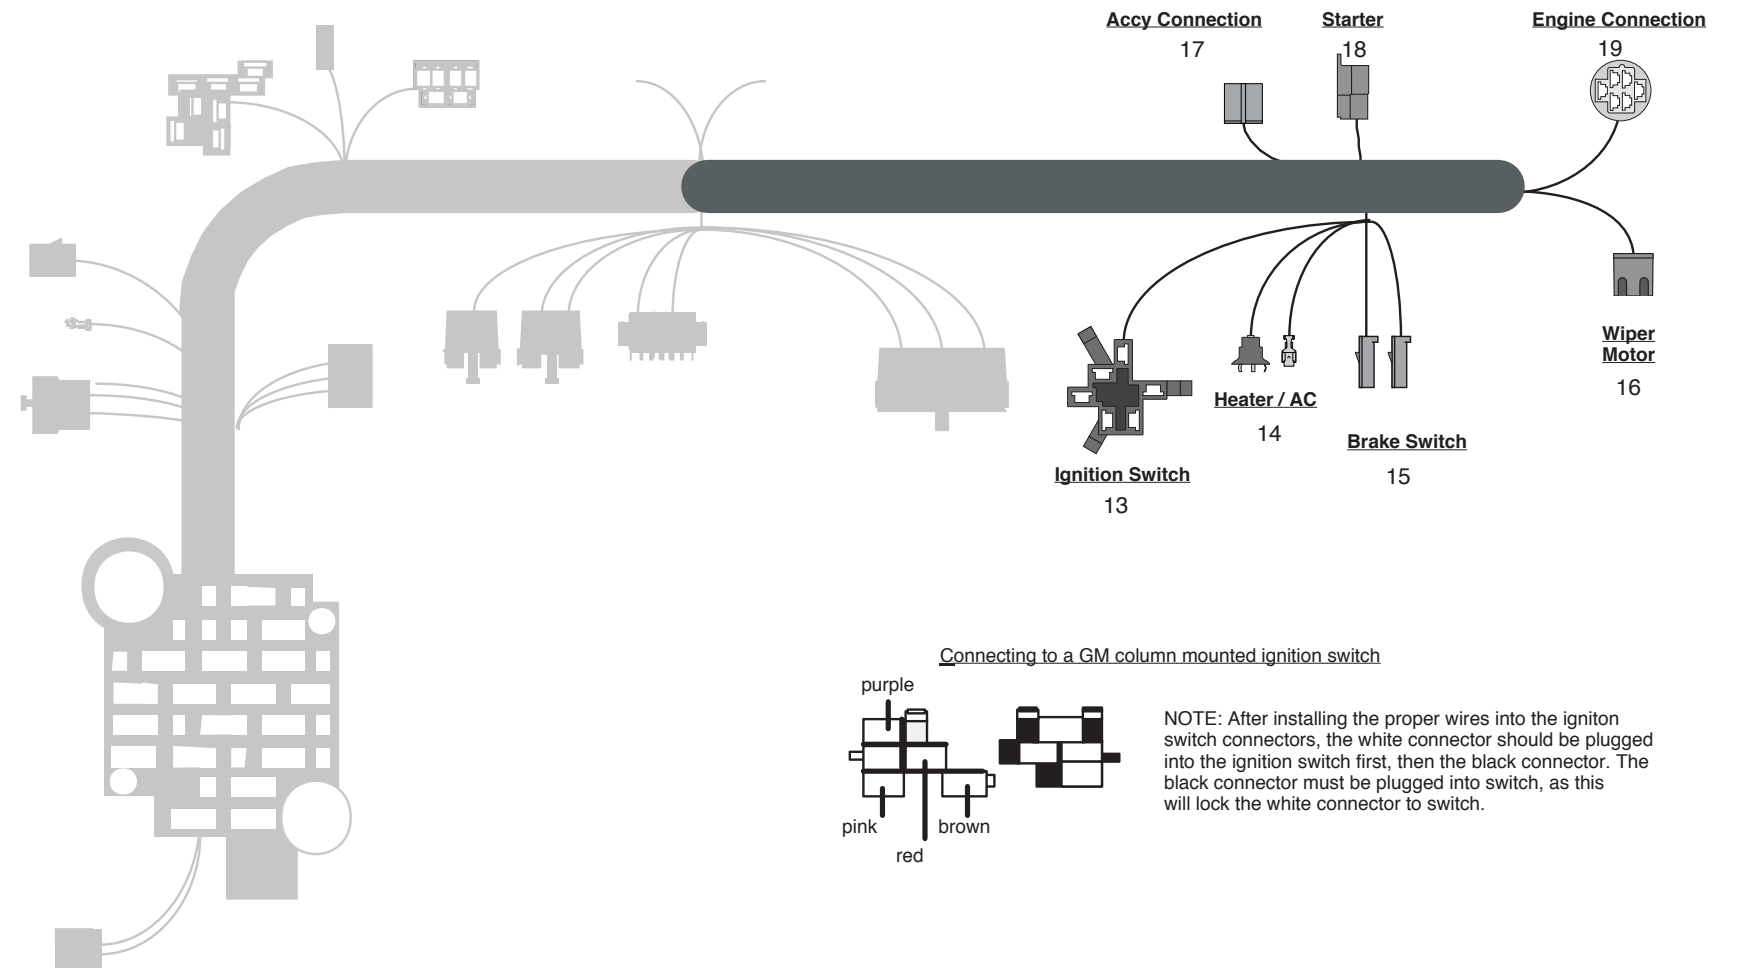 Accy Connection
17
Starter
18
Engine Connection
19
Wiper
Motor
16
Ignition Switch
13
Heater / AC
14
Brake Switch
15
Connecting to a GM column mounted ignition switch
purple
pink
red
brown
NOTE: After installing the proper wires into the igniton
switch connectors, the white connector should be plugged
into the ignition switch first, then the black connector. The
black connector must be plugged into switch, as this
will lock the white connector to switch.